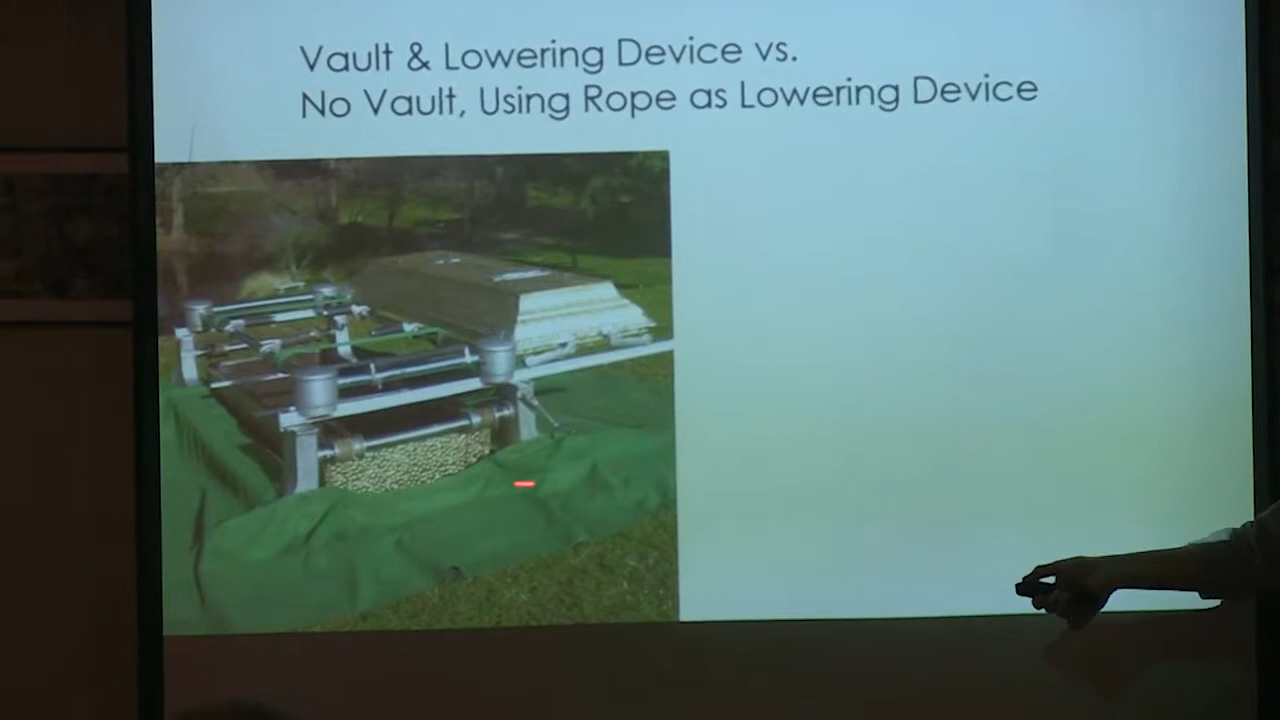 Vault & Lowering Device vs.
No Vault, Using Rope as Lowering Device